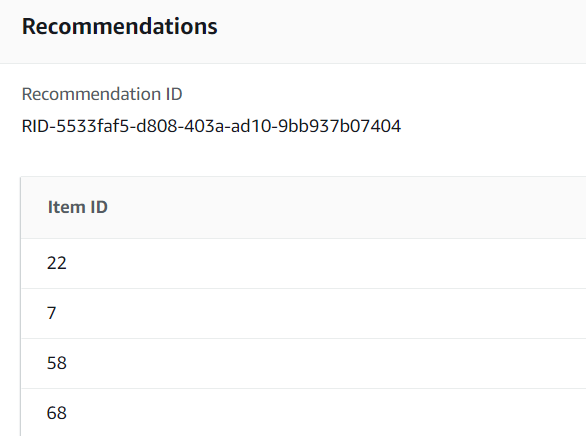 Recommendations
Recommendation ID
RID-5533faf5-d808-403a-ad10-9bb937b07404
Item ID
22
7
58
68